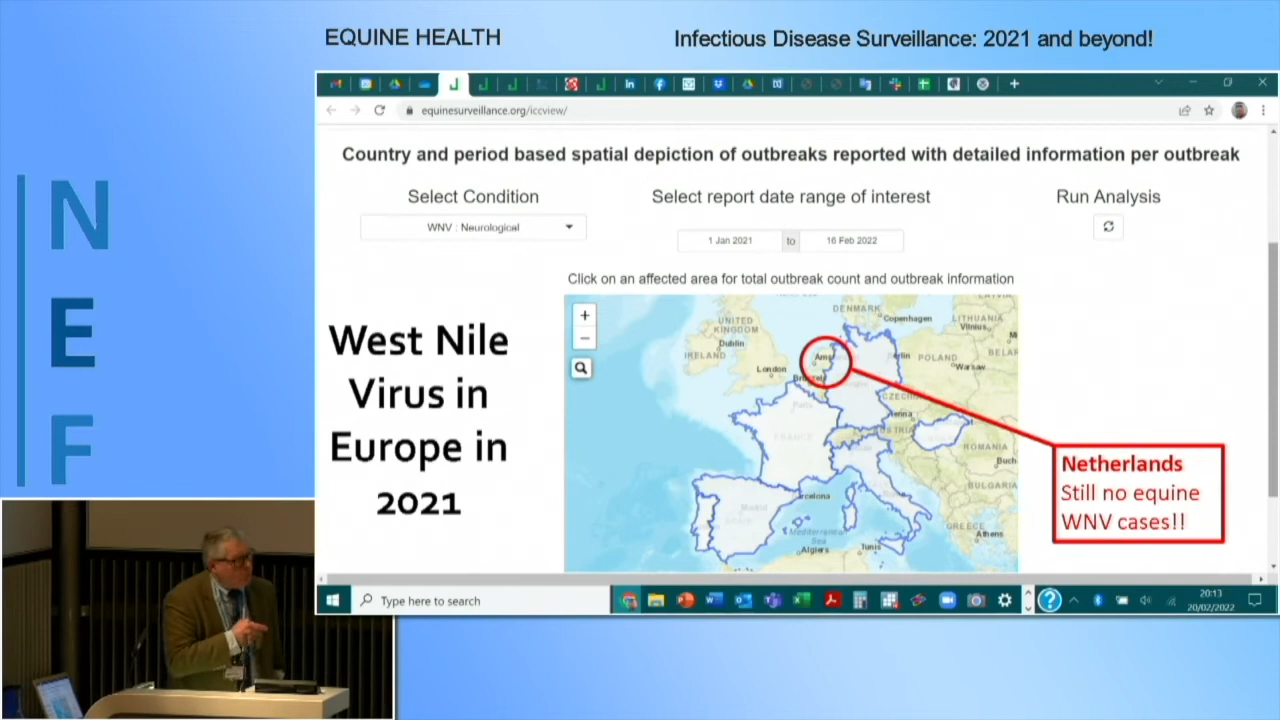 EQUINE HEALTH
Infectious Disease Surveillance: 2021 and beyond!
N
E
F
equinesurveillance.org/iccview/
Country and period based spatial depiction of outbreaks reported with detailed information per outbreak
Select Condition
Select report date range of interest
Run Analysis
WNV : Neurological
1 Jan 2021
to
16 Feb 2022
Click on an affected area for total outbreak count and outbreak information
West Nile
Virus in
Europe in
2021
+
−
DENMARK
Copenhagen
UNITED
KINGDOM
LITHUANIA
Vilnius
Dublin
IRELAND
London
POLAND
Warsaw
Paris
FRANCE
ROMANIA
BULGARIA
Madrid
Mediterranean
Sea
GREECE
Athens
Algiers
Tunis
Netherlands
Still no equine
WNV cases!!
Type here to search
20:13
20/02/2022